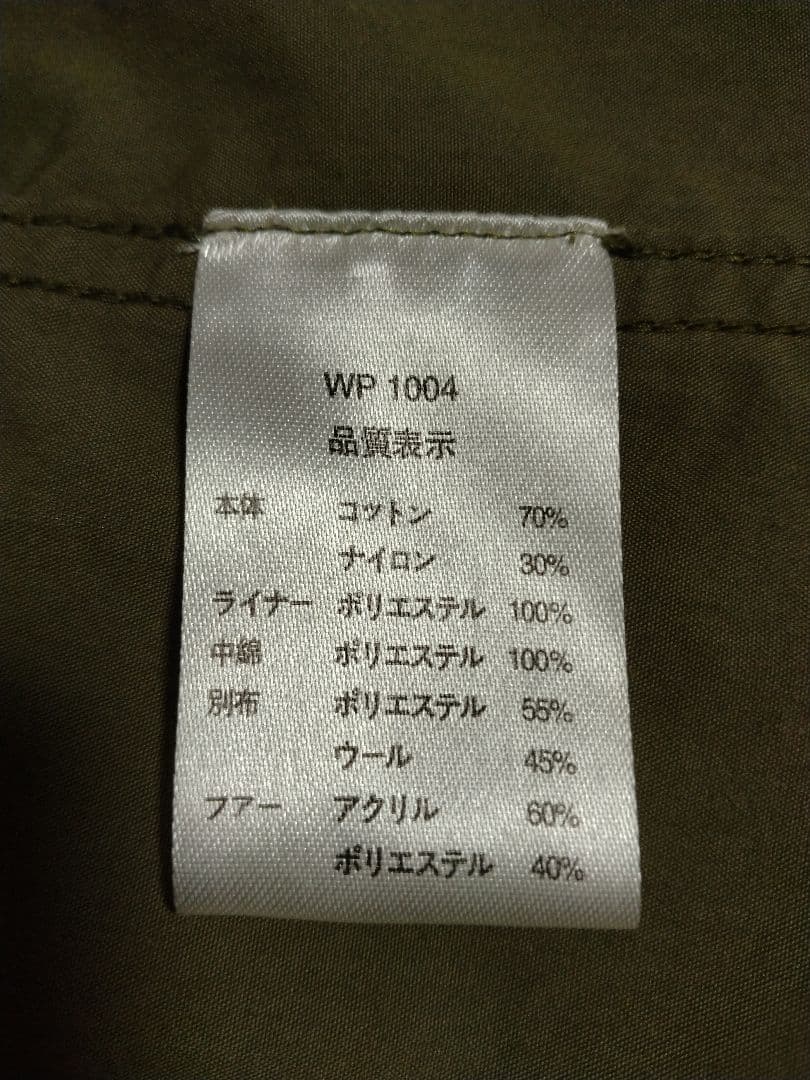 WP 1004
品質表示
本体 コットン 70%
ナイロン 30%
ライナー ポリエステル 100%
中綿 ポリエステル 100%
別布 ポリエステル 55%
ウール 45%
フアー アクリル 60%
ポリエステル 40%